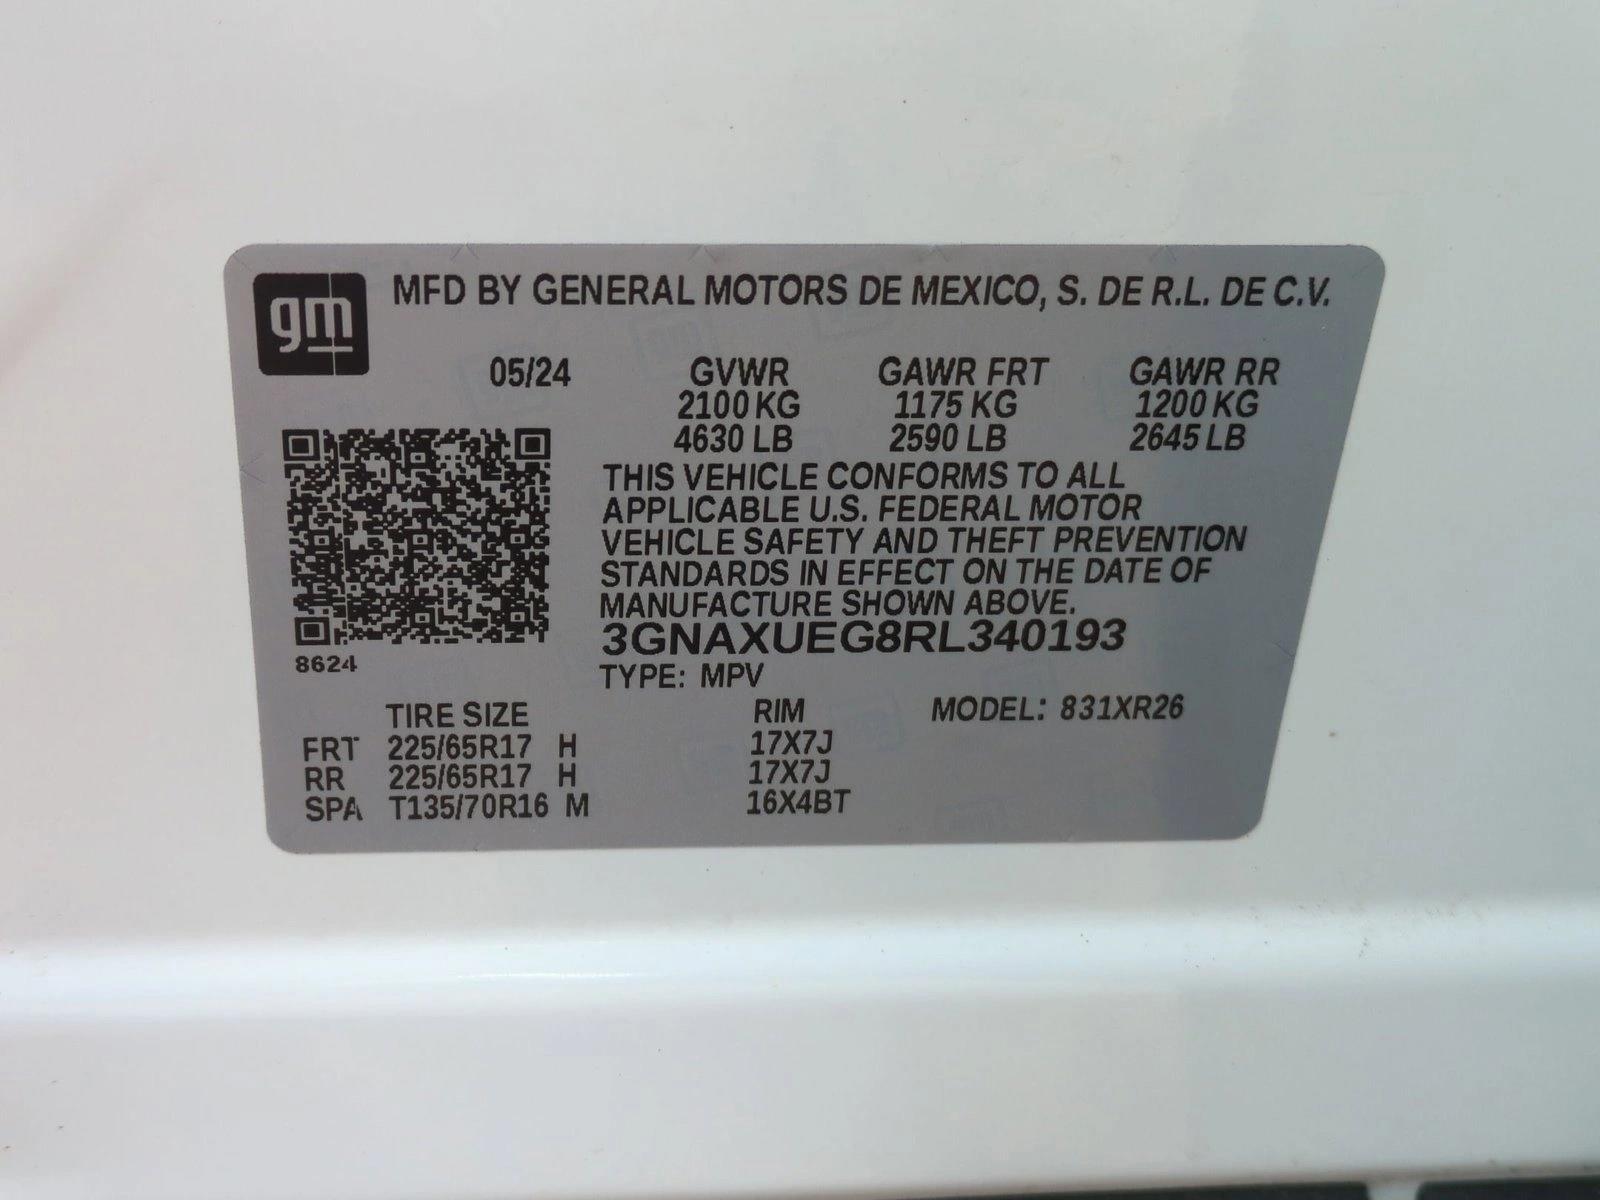 gm
MFD BY GENERAL MOTORS DE MEXICO, S. DE R.L. DE C.V.
05/24 GVWR GAWR FRT GAWR RR
2100 KG 1175 KG 1200 KG
4630 LB 2590 LB 2645 LB
THIS VEHICLE CONFORMS TO ALL
APPLICABLE U.S. FEDERAL MOTOR
VEHICLE SAFETY AND THEFT PREVENTION
STANDARDS IN EFFECT ON THE DATE OF
MANUFACTURE SHOWN ABOVE.
3GNAXUEG8RL340193
8624
TYPE: MPV
TIRE SIZE RIM MODEL: 831XR26
FRT 225/65R17 H 17X7J
RR 225/65R17 H 17X7J
SPA T135/70R16 M 16X4BT